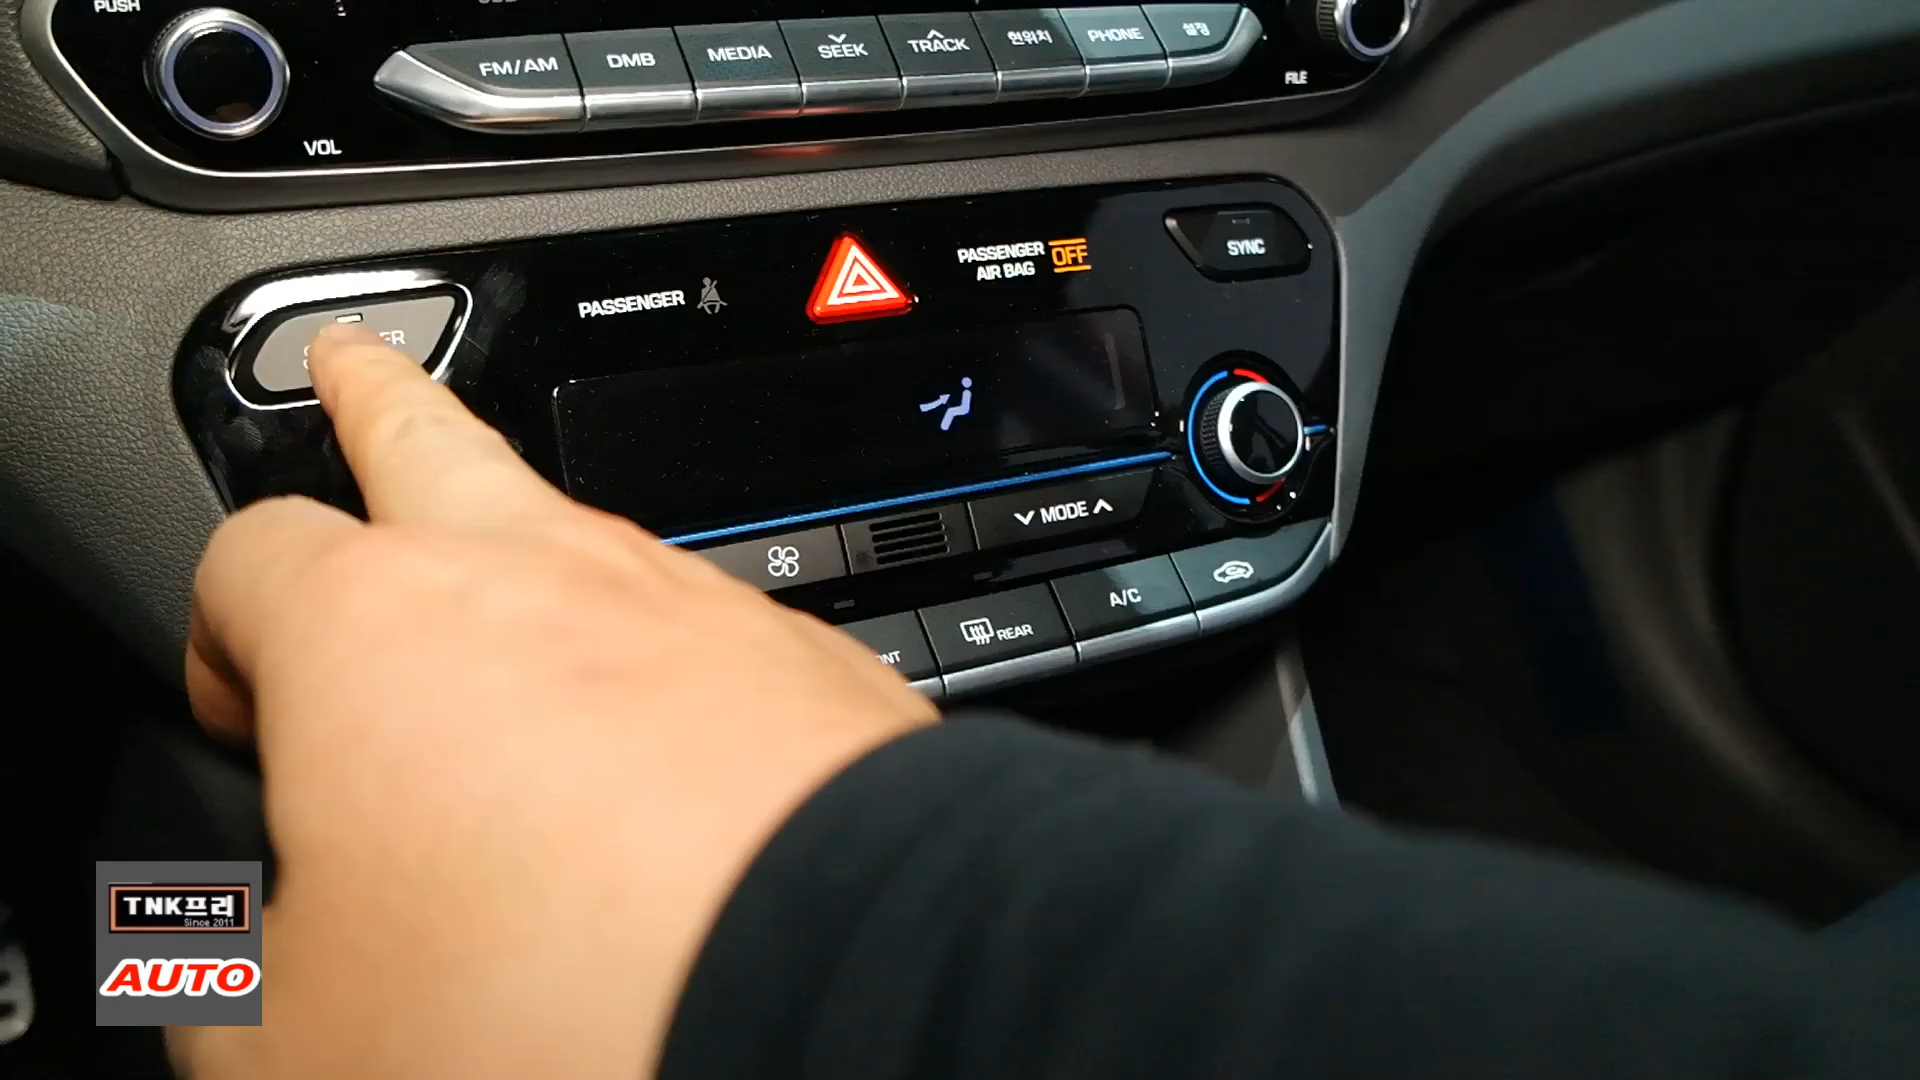 PUSH
VOL
FM/AM
DMB
MEDIA
SEEK
TRACK
현위치
PHONE
설정
FILE
PASSENGER
PASSENGER
AIR BAG
OFF
SYNC
MODE
REAR
A/C
TNK프리
Since 2011
AUTO